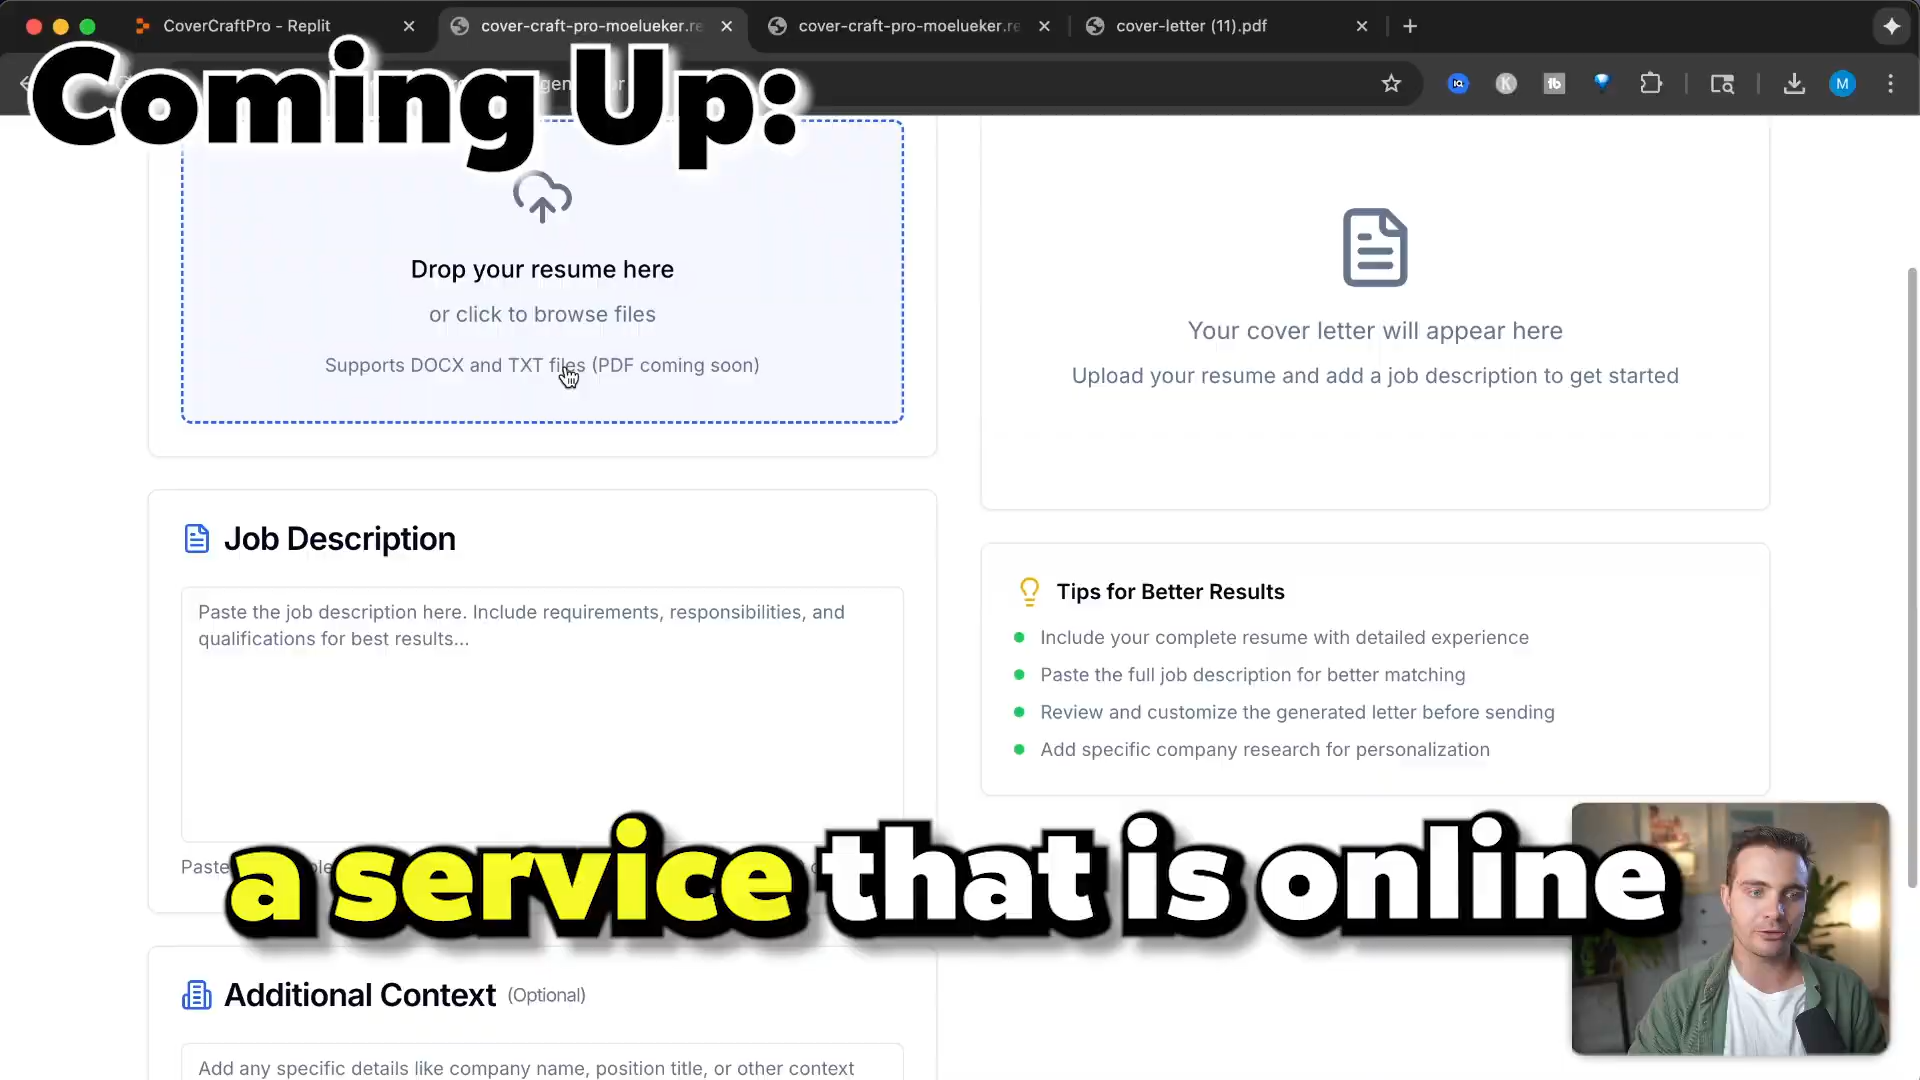 CoverCraftPro - Replit
cover-craft-pro-moelueker.re
cover-craft-pro-moelueker.re
cover-letter (11).pdf
Coming Up:
Drop your resume here
or click to browse files
Supports DOCX and TXT files (PDF coming soon)
Your cover letter will appear here
Upload your resume and add a job description to get started
Job Description
Paste the job description here. Include requirements, responsibilities, and
qualifications for best results...
Tips for Better Results
Include your complete resume with detailed experience
Paste the full job description for better matching
Review and customize the generated letter before sending
Add specific company research for personalization
Paste
a service that is online
Additional Context (Optional)
Add any specific details like company name, position title, or other context
IQ
K
tb
M